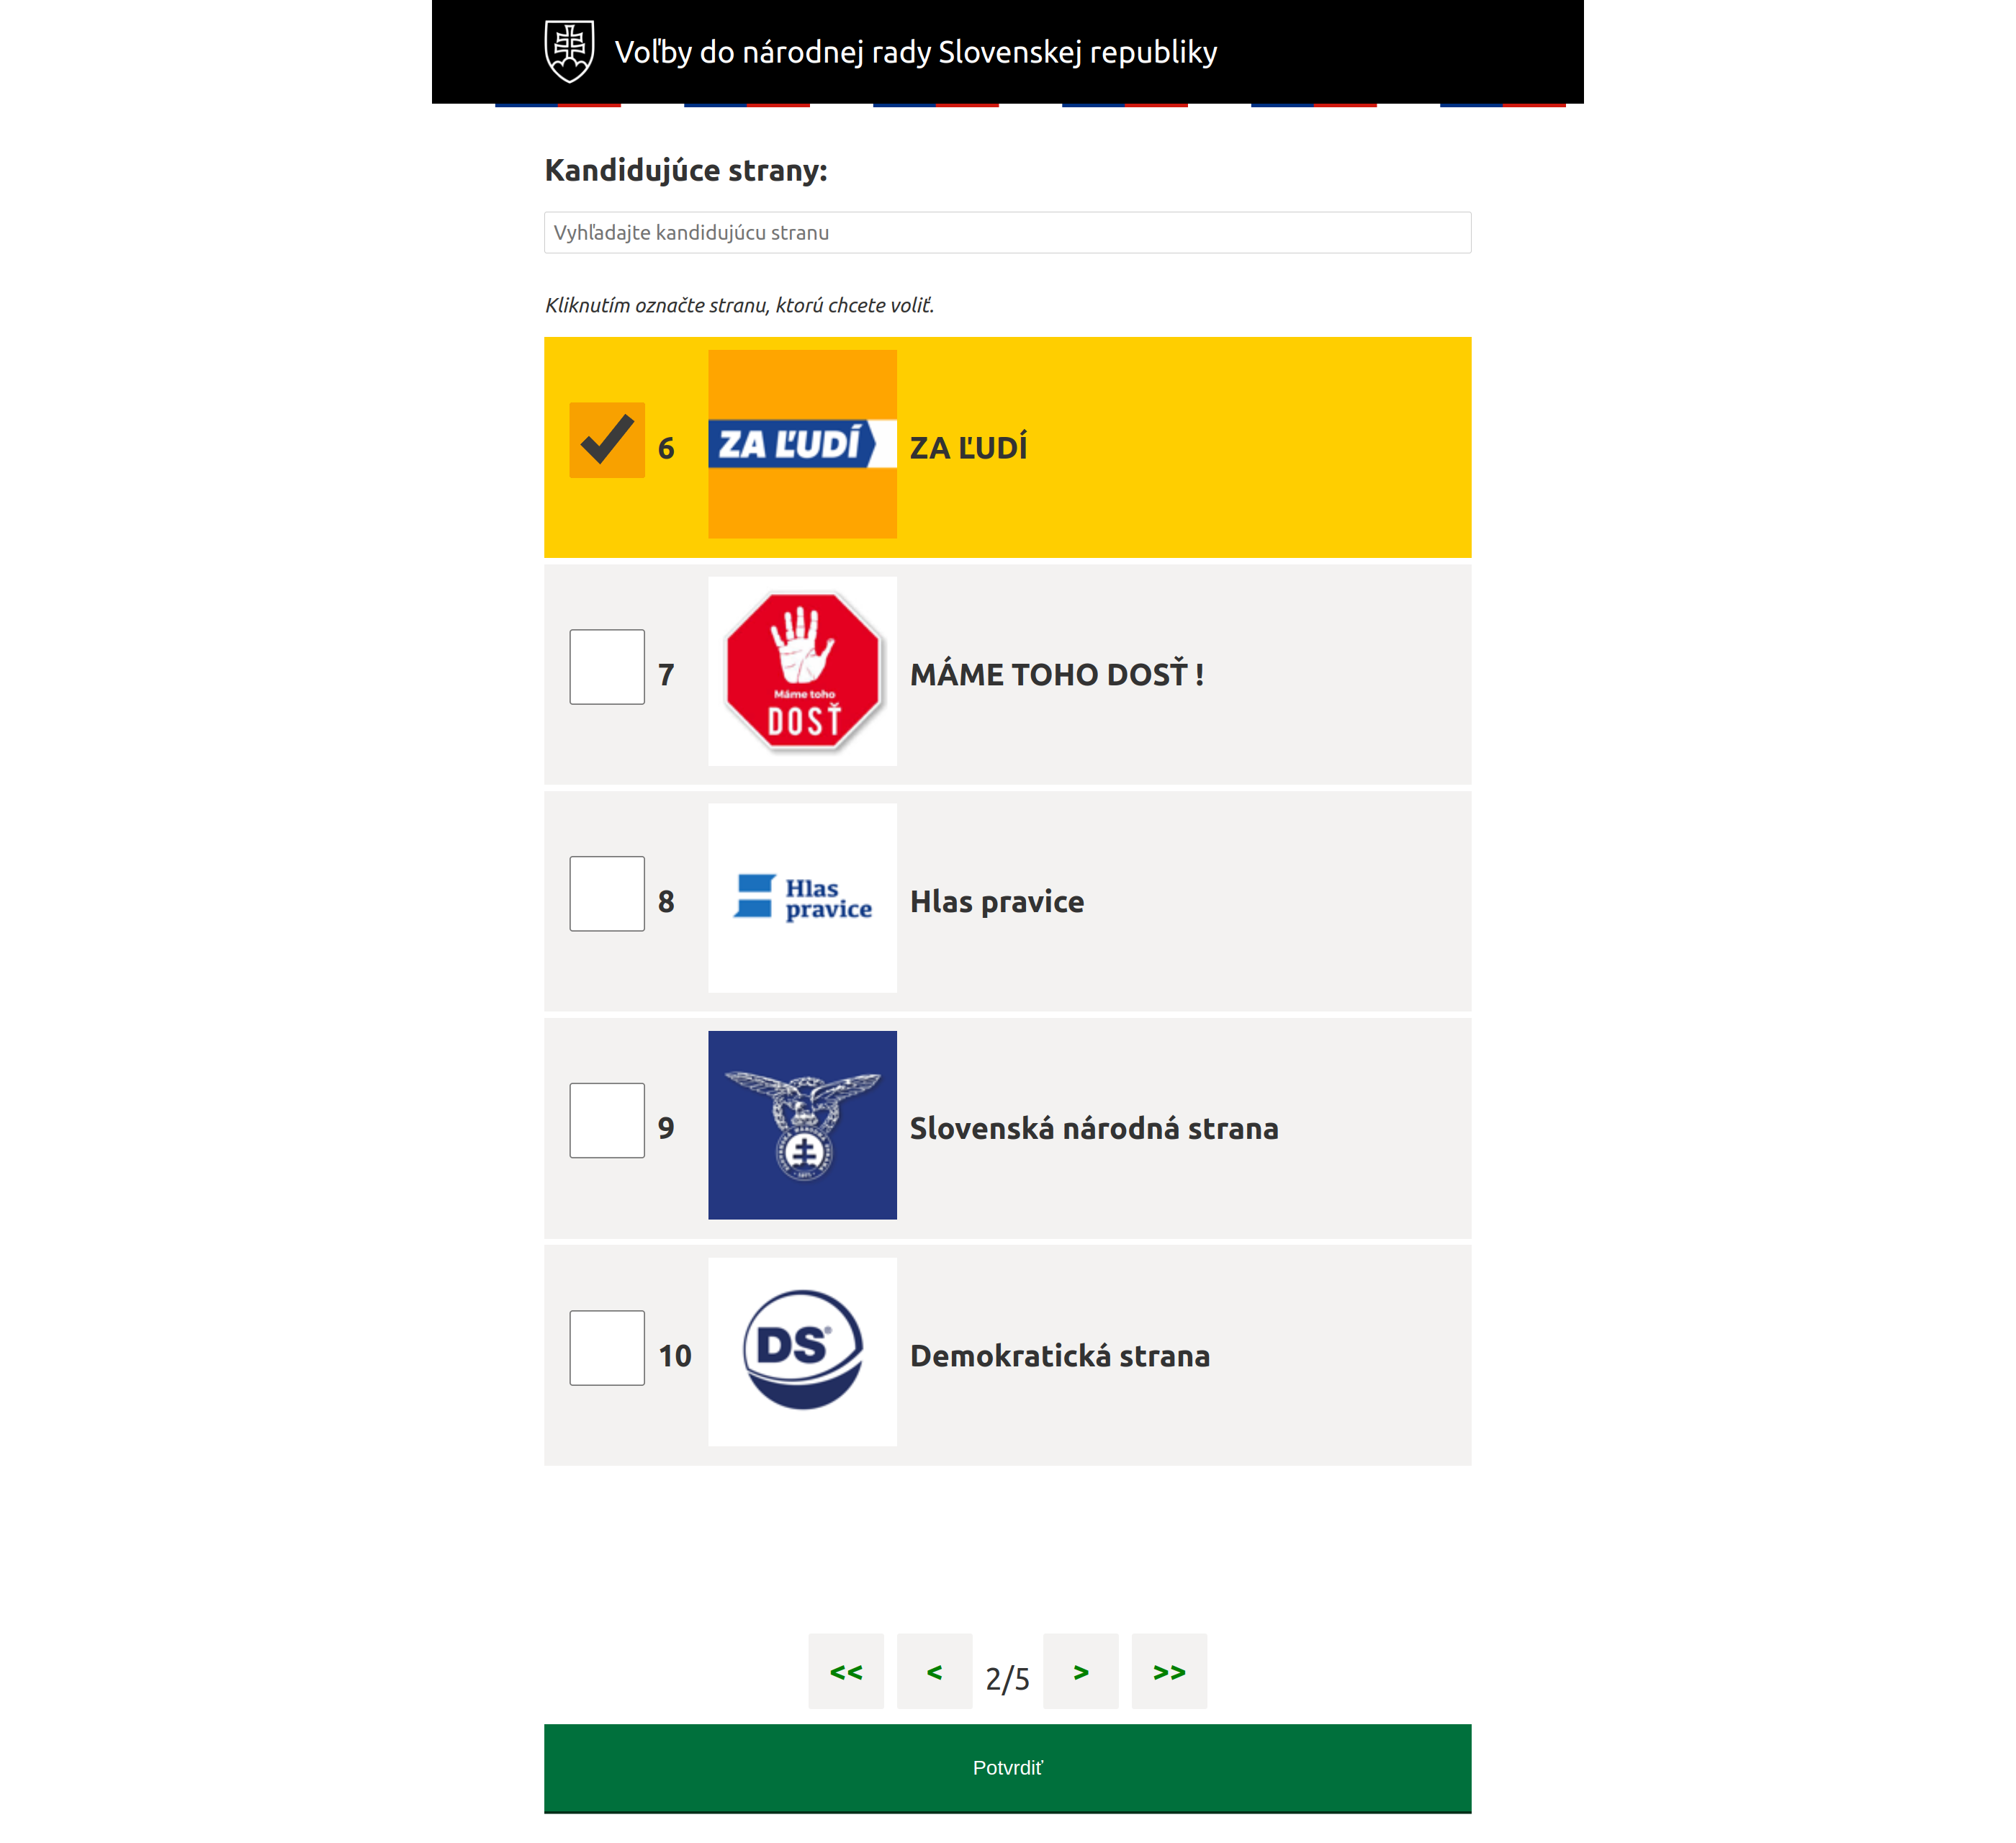 Voľby do národnej rady Slovenskej republiky
Kandidujúce strany:
Vyhľadajte kandidujúcu stranu
Kliknutím označte stranu, ktorú chcete voliť.
6 ZA ĽUDÍ ZA ĽUDÍ
7 MÁME TOHO DOSŤ !
Máme toho
DOSŤ
8 Hlas pravice
Hlas
pravice
9 Slovenská národná strana
10 DS® Demokratická strana
<< < 2/5 > >>
Potvrdiť